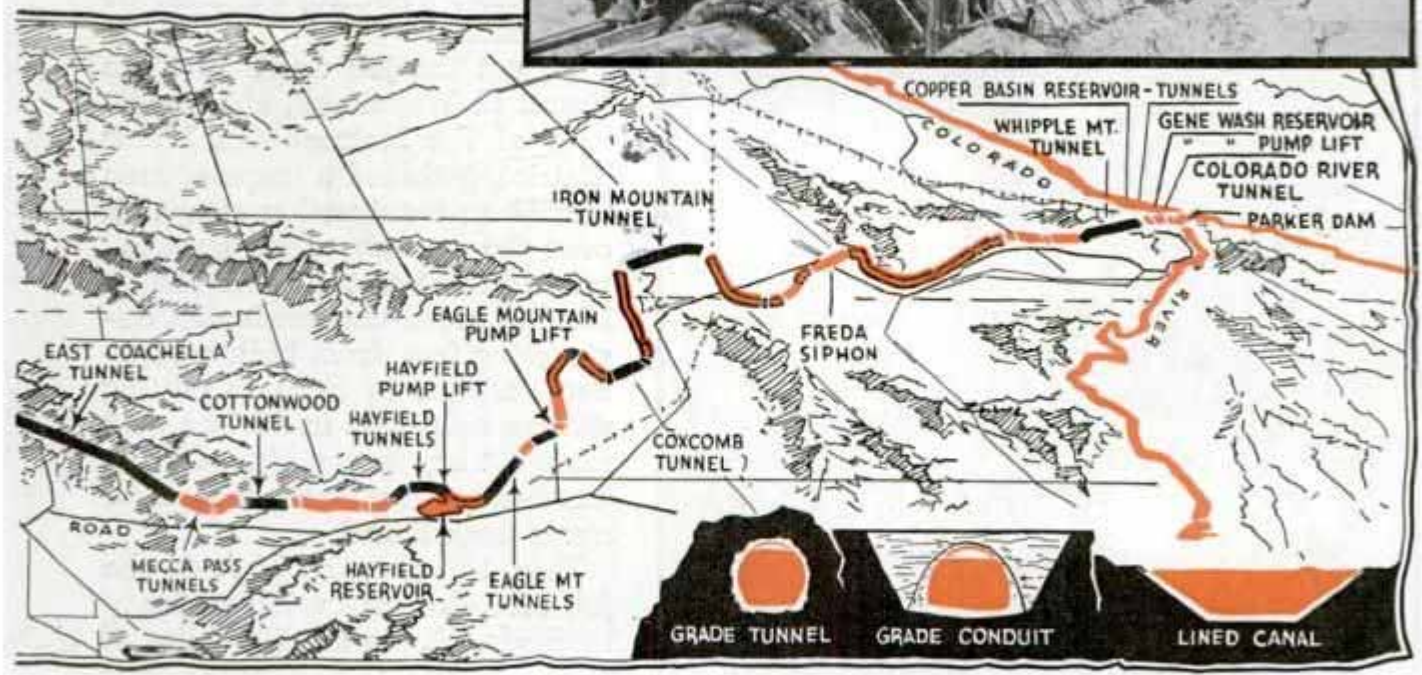 COPPER BASIN RESERVOIR-TUNNELS
WHIPPLE MT.
TUNNEL
GENE WASH RESERVOIR
" " PUMP LIFT
COLORADO RIVER
TUNNEL
PARKER DAM
COLORADO
RIVER
IRON MOUNTAIN
TUNNEL
EAGLE MOUNTAIN
PUMP LIFT
FREDA
SIPHON
EAST COACHELLA
TUNNEL
HAYFIELD
PUMP LIFT
COTTONWOOD
TUNNEL
HAYFIELD
TUNNELS
COXCOMB
TUNNEL
ROAD
MECCA PASS
TUNNELS
HAYFIELD
RESERVOIR
EAGLE MT
TUNNELS
GRADE TUNNEL
GRADE CONDUIT
LINED CANAL